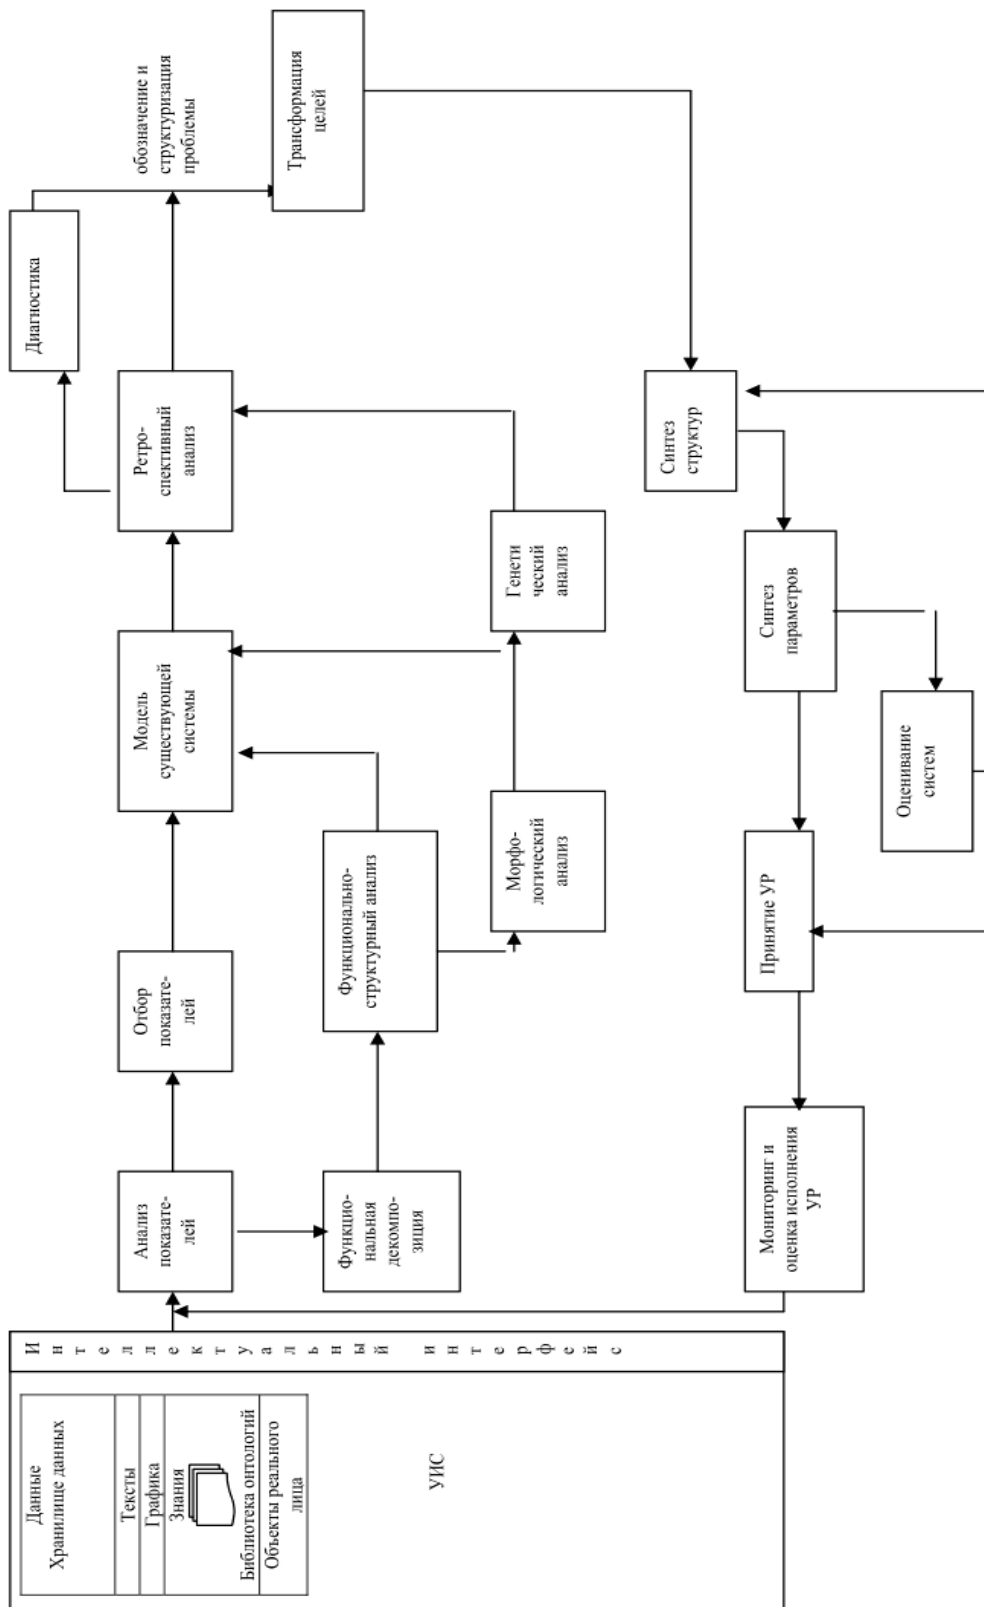 Данные
Хранилище данных
Тексты
Графика
Знания
Библиотека онтологий
Объекты реального
лица
УИС
Интеллектуальный интерфейс
Анализ
показате-
лей
Отбор
показате-
лей
Модель
существующей
системы
Ретро-
спективный
анализ
Диагностика
обозначение и
структуризация
проблемы
Трансформация
целей
Функцио-
нальная
декомпо-
зиция
Функционально-
структурный анализ
Морфо-
логический
анализ
Генети
ческий
анализ
Синтез
структур
Синтез
параметров
Оценивание
систем
Принятие УР
Мониторинг и
оценка исполнения
УР